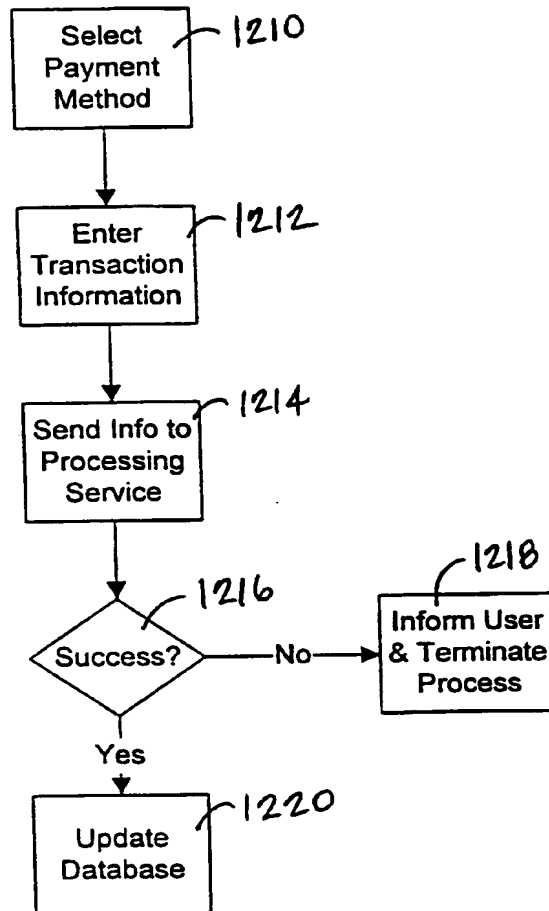 Select
Payment
Method
1210
Enter
Transaction
Information
1212
Send Info to
Processing
Service
1214
Success?
1216
No
Inform User
& Terminate
Process
1218
Yes
Update
Database
1220